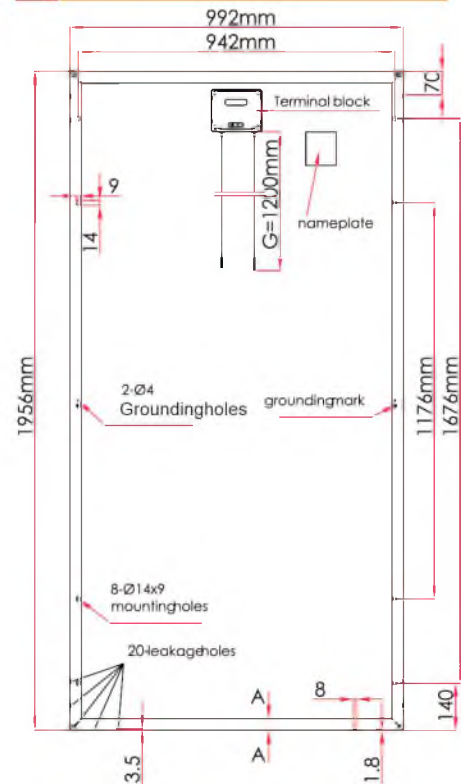 992mm
942mm
70
Terminal block
9
G=1200mm
nameplate
14
1956mm
2-Ø4
Groundingholes
groundingmark
1176mm
1676mm
8-Ø14x9
mountingholes
20-leakageholes
A
8
140
A
3.5
1.8